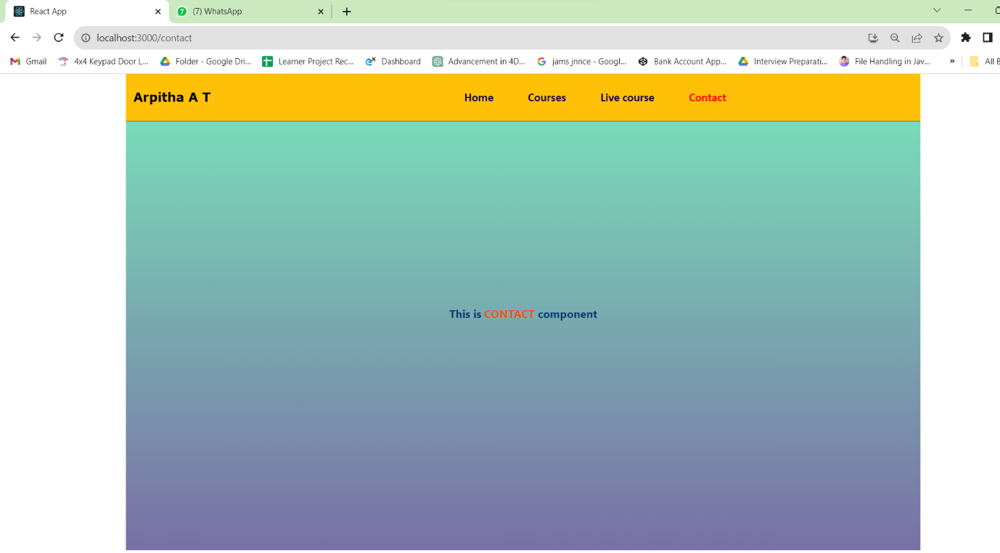 React App
7 (7) WhatsApp
localhost:3000/contact
Gmail 4x4 Keypad Door L... Folder - Google Dri... Learner Project Rec... Dashboard Advancement in 4D... jams jnnce - Googl... Bank Account App... Interview Preparati... File Handling in Jav... » All B
Arpitha A T Home Courses Live course Contact
This is CONTACT component